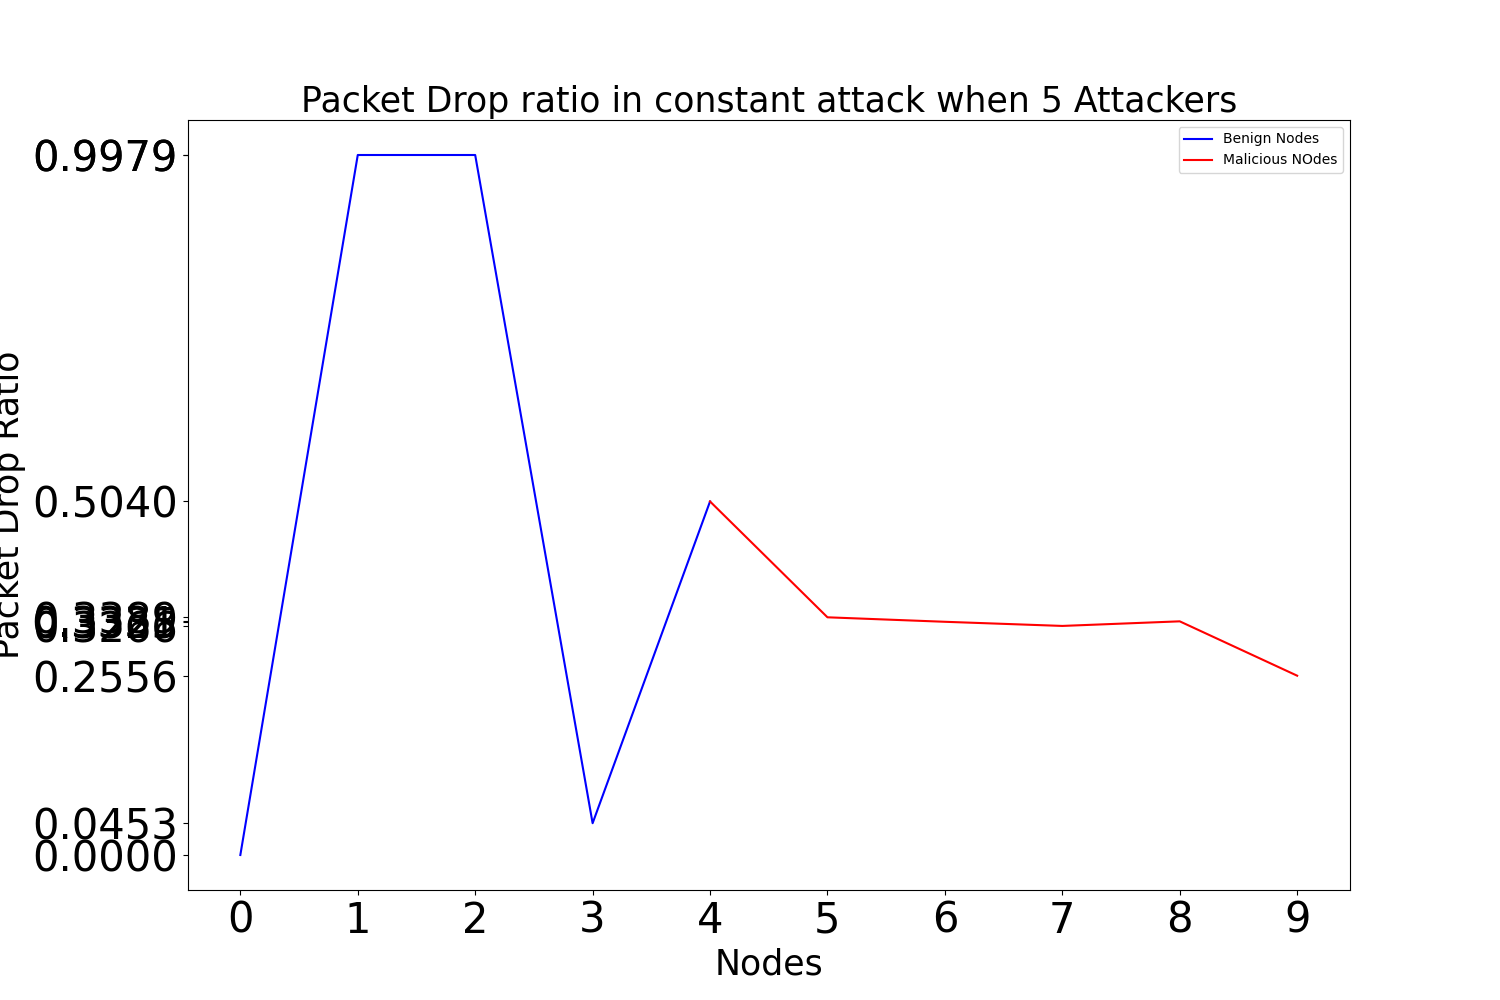 Packet Drop ratio in constant attack when 5 Attackers
Benign Nodes
Malicious NOdes
0.9979
0.5040
0.2556
0.0453
0.0000
Packet Drop Ratio
0 1 2 3 4 5 6 7 8 9
Nodes